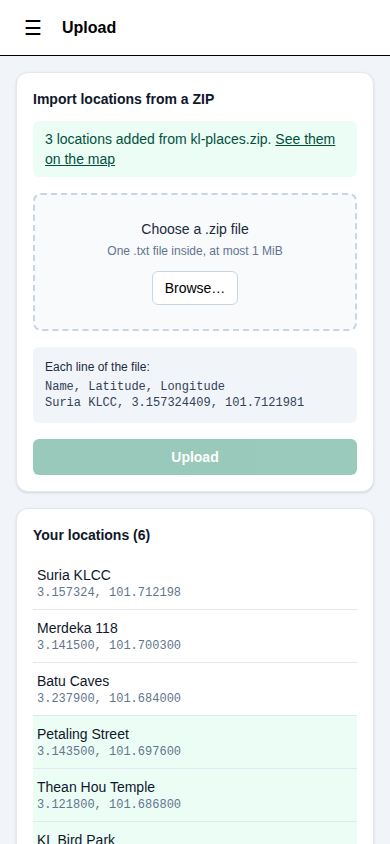 ☰ Upload
Import locations from a ZIP
3 locations added from kl-places.zip. See them
on the map
Choose a .zip file
One .txt file inside, at most 1 MiB
Browse…
Each line of the file:
Name, Latitude, Longitude
Suria KLCC, 3.157324409, 101.7121981
Upload
Your locations (6)
Suria KLCC
3.157324, 101.712198
Merdeka 118
3.141500, 101.700300
Batu Caves
3.237900, 101.684000
Petaling Street
3.143500, 101.697600
Thean Hou Temple
3.121800, 101.686800
KL Bird Park